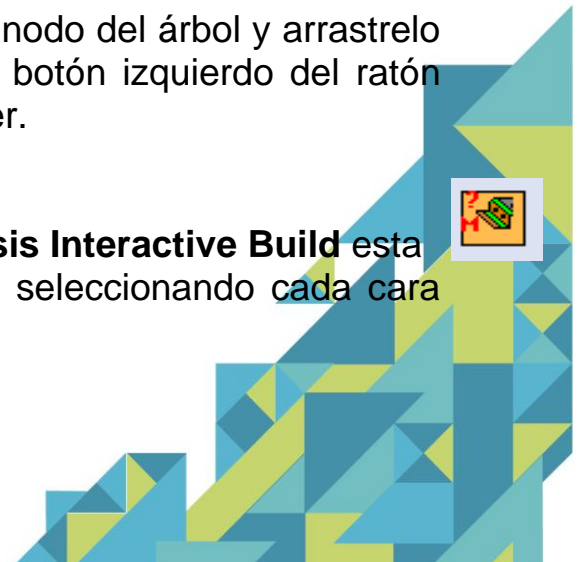 nodo del árbol y arrastrelo
botón izquierdo del ratón
er.
sis Interactive Build esta
seleccionando cada cara
? M